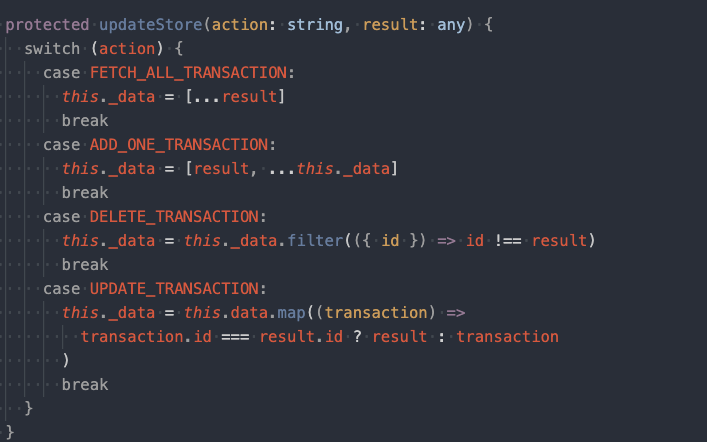 protected updateStore(action: string, result: any) {
  switch (action) {
    case FETCH_ALL_TRANSACTION:
      this._data = [...result]
      break
    case ADD_ONE_TRANSACTION:
      this._data = [result, ...this._data]
      break
    case DELETE_TRANSACTION:
      this._data = this._data.filter(({ id }) => id !== result)
      break
    case UPDATE_TRANSACTION:
      this._data = this.data.map((transaction) =>
        transaction.id === result.id ? result : transaction
      )
      break
  }
}